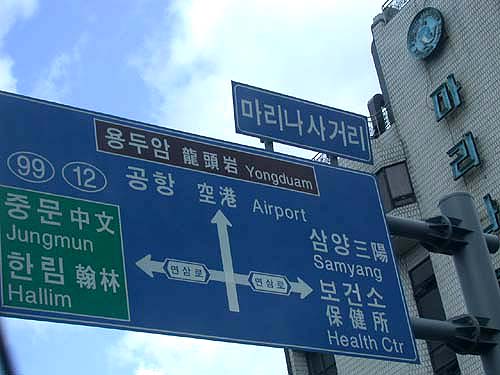 마리나사거리
용두암 龍頭岩 Yongduam
99 12
공항 空港 Airport
중문 中文
Jungmun
한림 翰林
Hallim
연삼로 연삼로
삼양 三陽
Samyang
보건소
保健所
Health Ctr
마리나